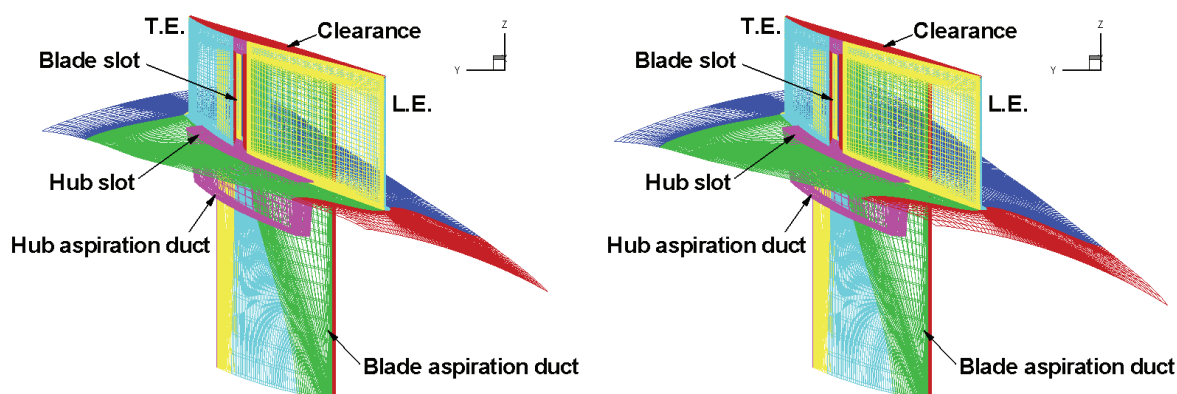 T.E.
Clearance
Z
Blade slot
Y
L.E.
Hub slot
Hub aspiration duct
Blade aspiration duct
T.E.
Clearance
Z
Blade slot
Y
L.E.
Hub slot
Hub aspiration duct
Blade aspiration duct